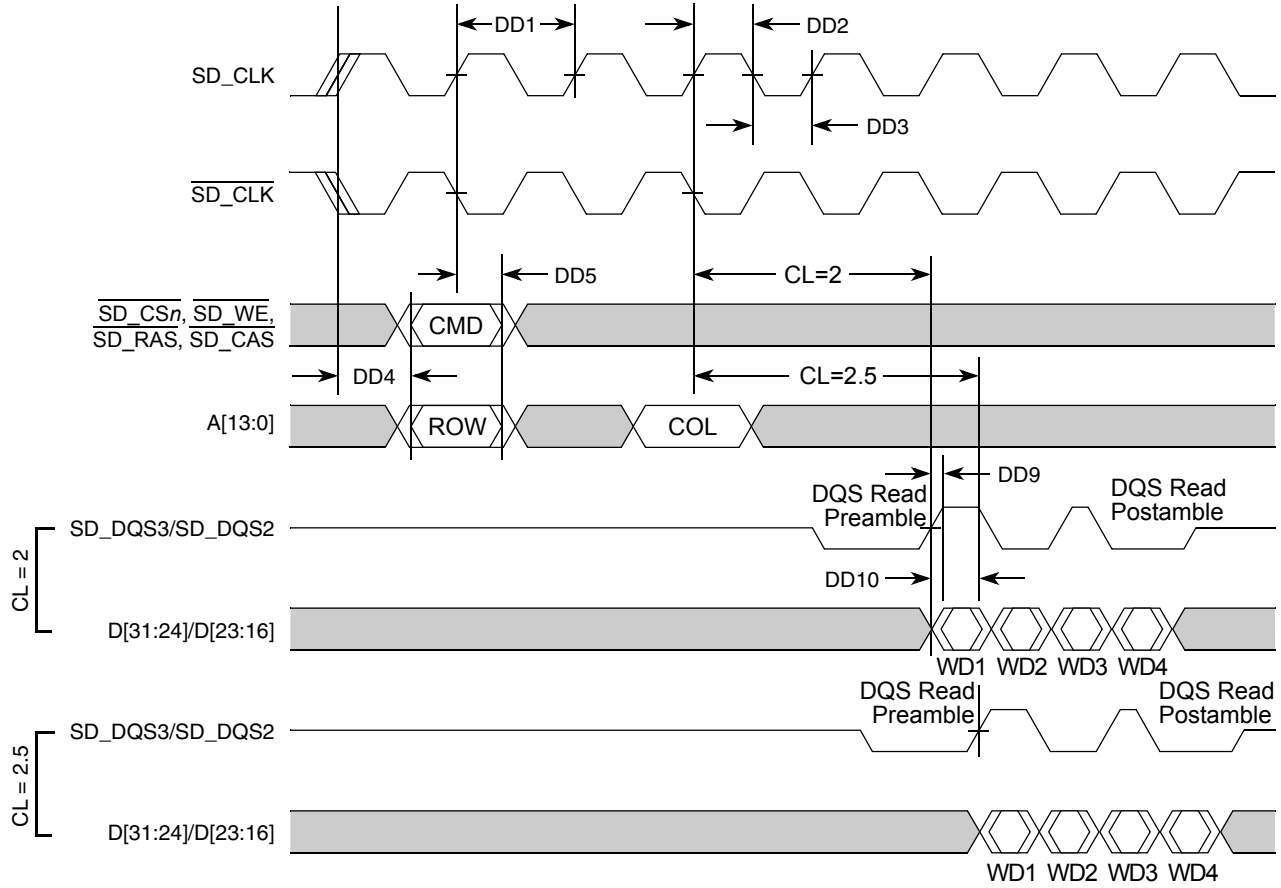 DD1
DD2
SD_CLK
DD3
SD_CLK
DD5
CL=2
SD_CSn, SD_WE,
SD_RAS, SD_CAS
CMD
DD4
CL=2.5
A[13:0]
ROW
COL
DD9
DQS Read
Preamble
DQS Read
Postamble
CL = 2
SD_DQS3/SD_DQS2
DD10
D[31:24]/D[23:16]
WD1 WD2 WD3 WD4
DQS Read
Preamble
DQS Read
Postamble
CL = 2.5
SD_DQS3/SD_DQS2
D[31:24]/D[23:16]
WD1 WD2 WD3 WD4